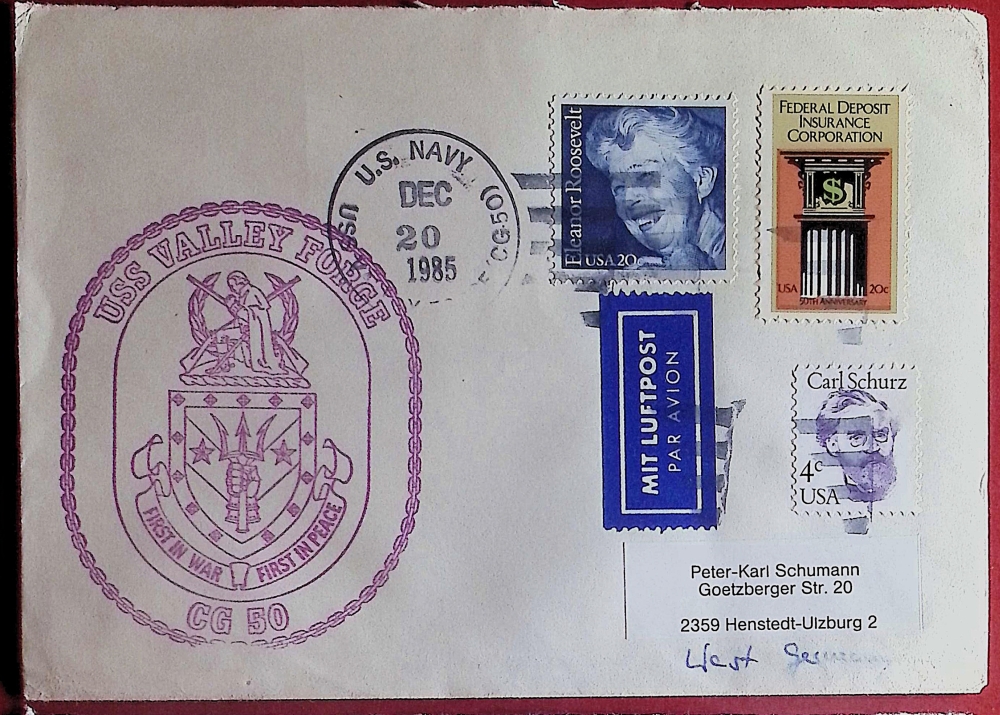 USS VALLEY FORGE
FIRST IN WAR FIRST IN PEACE
CG 50
USS
U.S. NAVY
(CG50)
DEC
20
1985
Eleanor Roosevelt
USA 20c
FEDERAL DEPOSIT
INSURANCE
CORPORATION
$
USA 20c
50TH ANNIVERSARY
MIT LUFTPOST
PAR AVION
Carl Schurz
4c
USA
Peter-Karl Schumann
Goetzberger Str. 20
2359 Henstedt-Ulzburg 2
West Germany